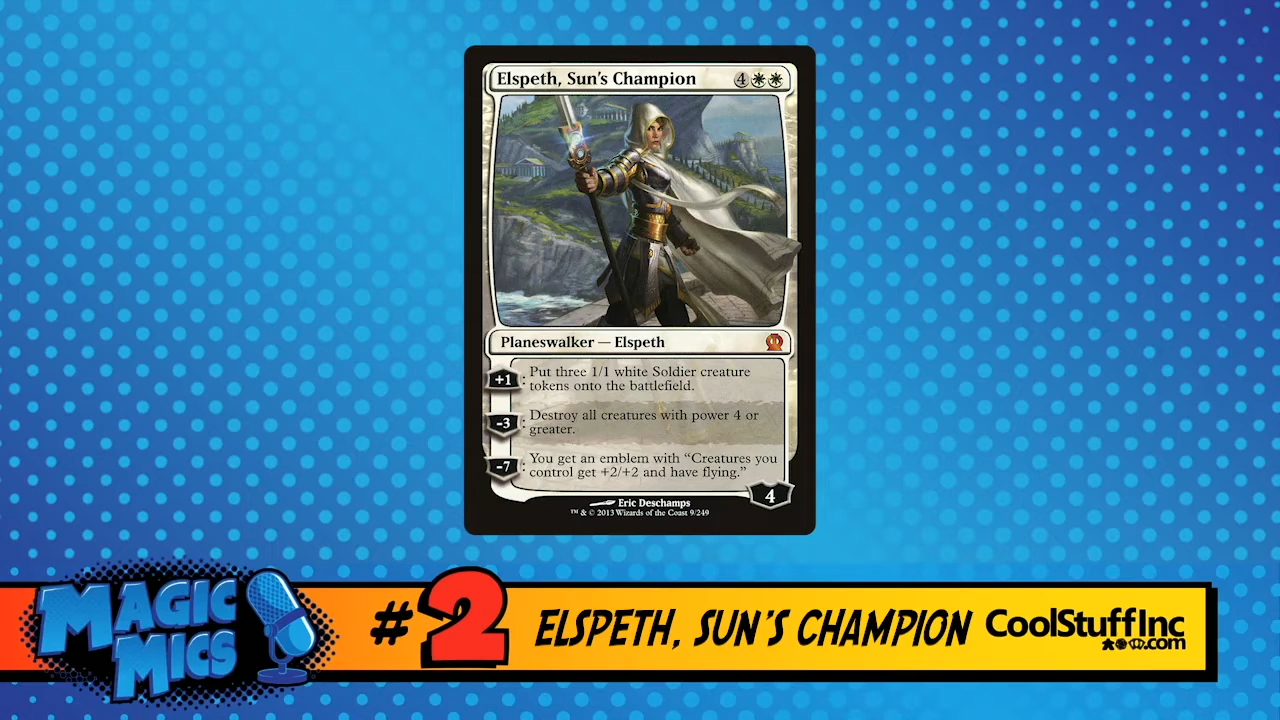 Elspeth, Sun's Champion 4
Planeswalker — Elspeth
+1 : Put three 1/1 white Soldier creature
tokens onto the battlefield.
-3 : Destroy all creatures with power 4 or
greater.
-7 : You get an emblem with “Creatures you
control get +2/+2 and have flying.”
4
Eric Deschamps
™ & © 2013 Wizards of the Coast 9/249
MAGIC
MICS
#2 ELSPETH, SUN'S CHAMPION CoolStuffInc
.com